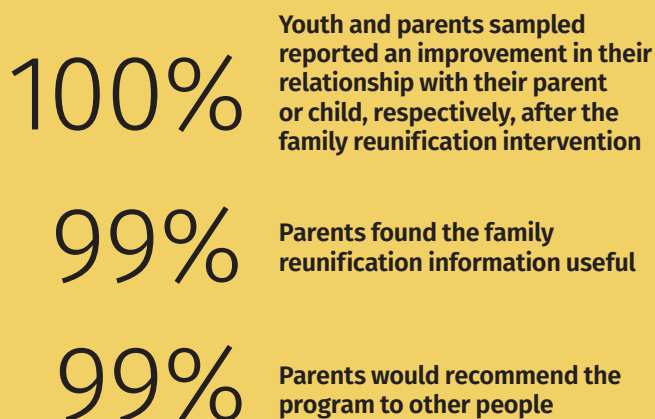 100%
Youth and parents sampled
reported an improvement in their
relationship with their parent
or child, respectively, after the
family reunification intervention
99%
Parents found the family
reunification information useful
99%
Parents would recommend the
program to other people